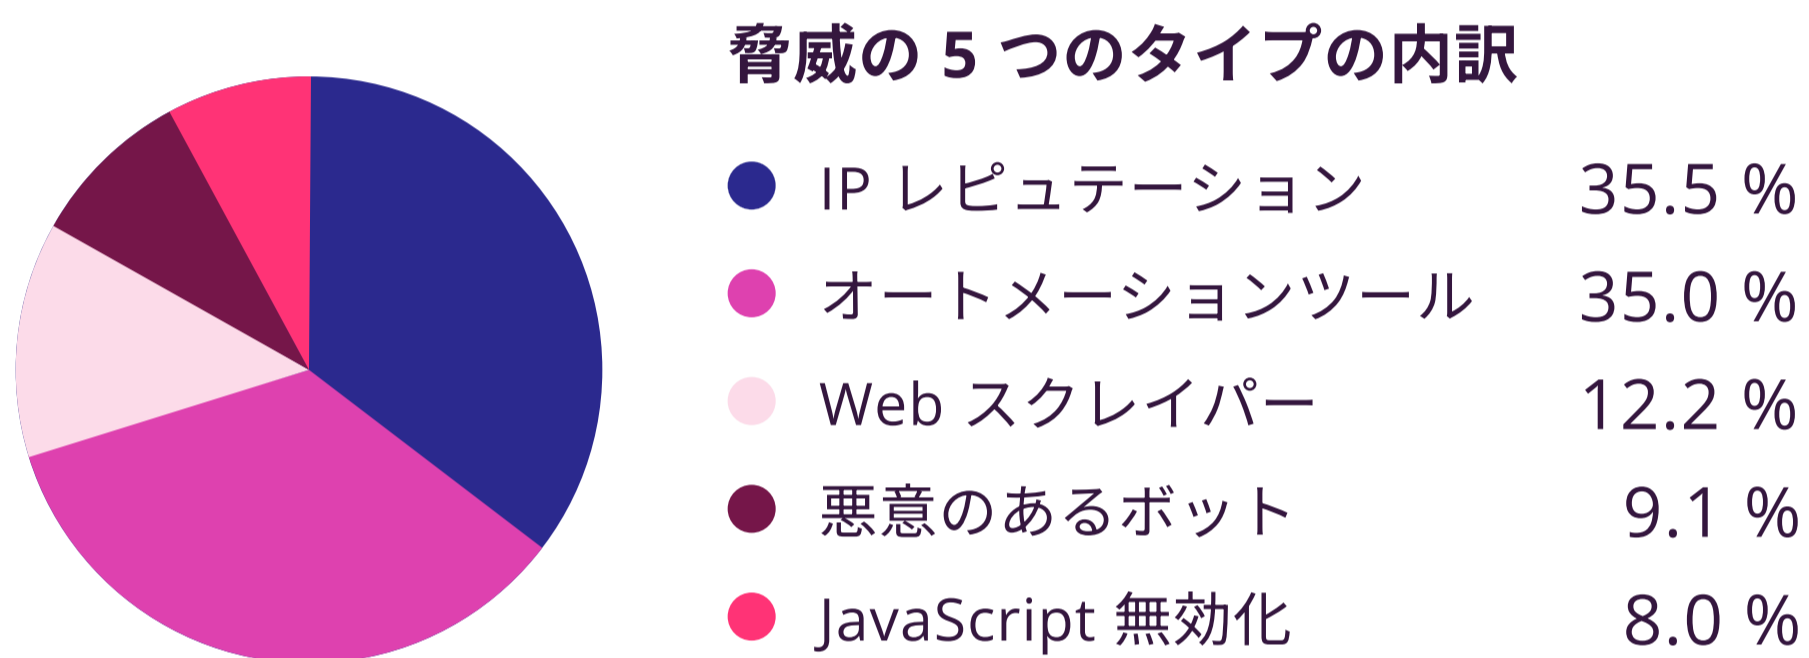 脅威の 5 つのタイプの内訳
IP レピュテーション 35.5 %
オートメーションツール 35.0 %
Web スクレイパー 12.2 %
悪意のあるボット 9.1 %
JavaScript 無効化 8.0 %